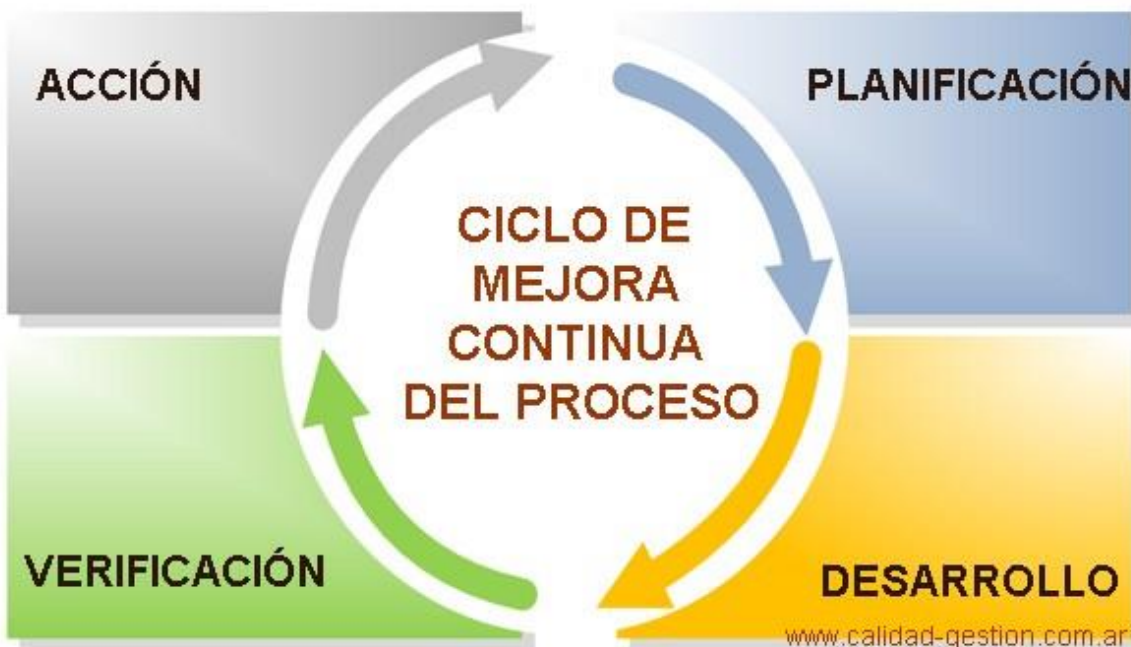 ACCIÓN
PLANIFICACIÓN
CICLO DE
MEJORA
CONTINUA
DEL PROCESO
VERIFICACIÓN
DESARROLLO
www.calidad-gestion.com.ar